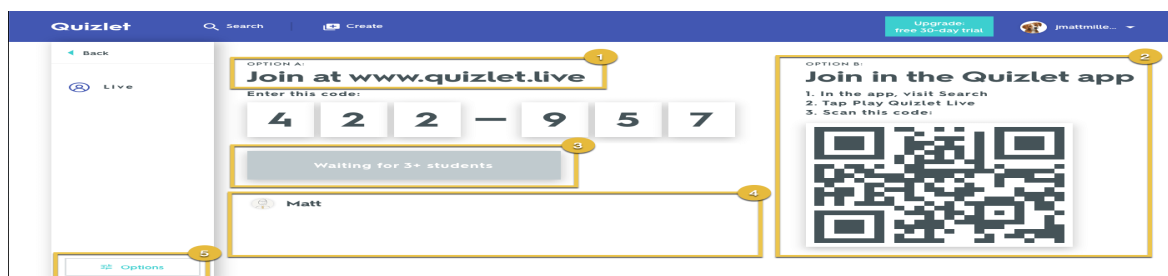 Quizlet
Search
Create
Upgrade:
free 30-day trial
jmattmille...
Back
Live
5
Options
1
OPTION A:
Join at www.quizlet.live
Enter this code:
4 2 2 — 9 5 7
3
Waiting for 3+ students
4
Matt
2
OPTION B:
Join in the Quizlet app
1. In the app, visit Search
2. Tap Play Quizlet Live
3. Scan this code: